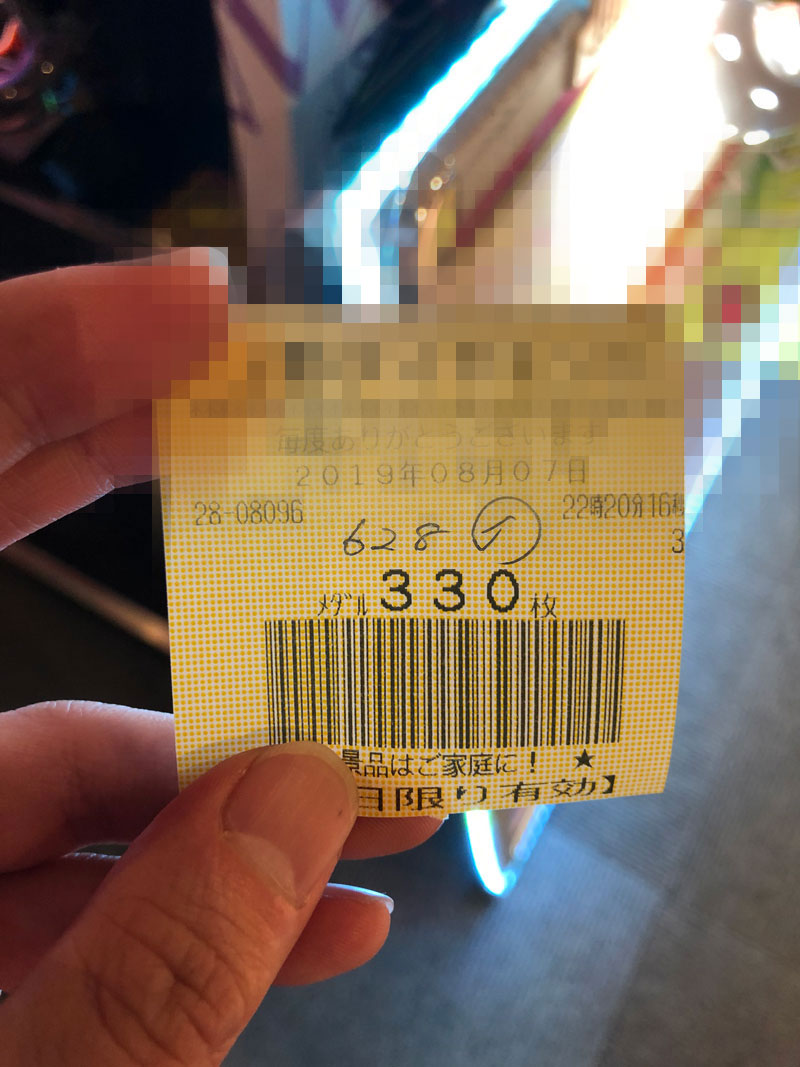 毎度ありがとうございます
2019年08月07日
28-08096 22時20分16秒
628
3
メダル 330 枚
景品はご家庭に! ★
日限り有効】